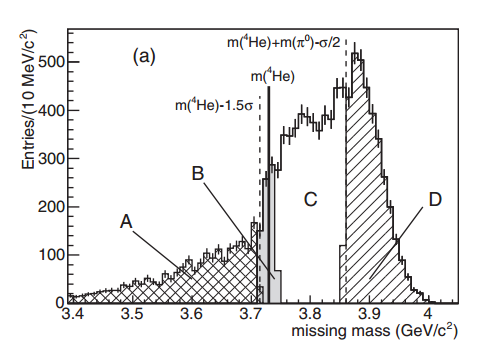 (a)
m(⁴He)+m(π⁰)-σ/2
m(⁴He)
m(⁴He)-1.5σ
Entries/(10 MeV/c²)
500
400
300
200
100
0
A
B
C
D
3.4 3.5 3.6 3.7 3.8 3.9 4
missing mass (GeV/c²)